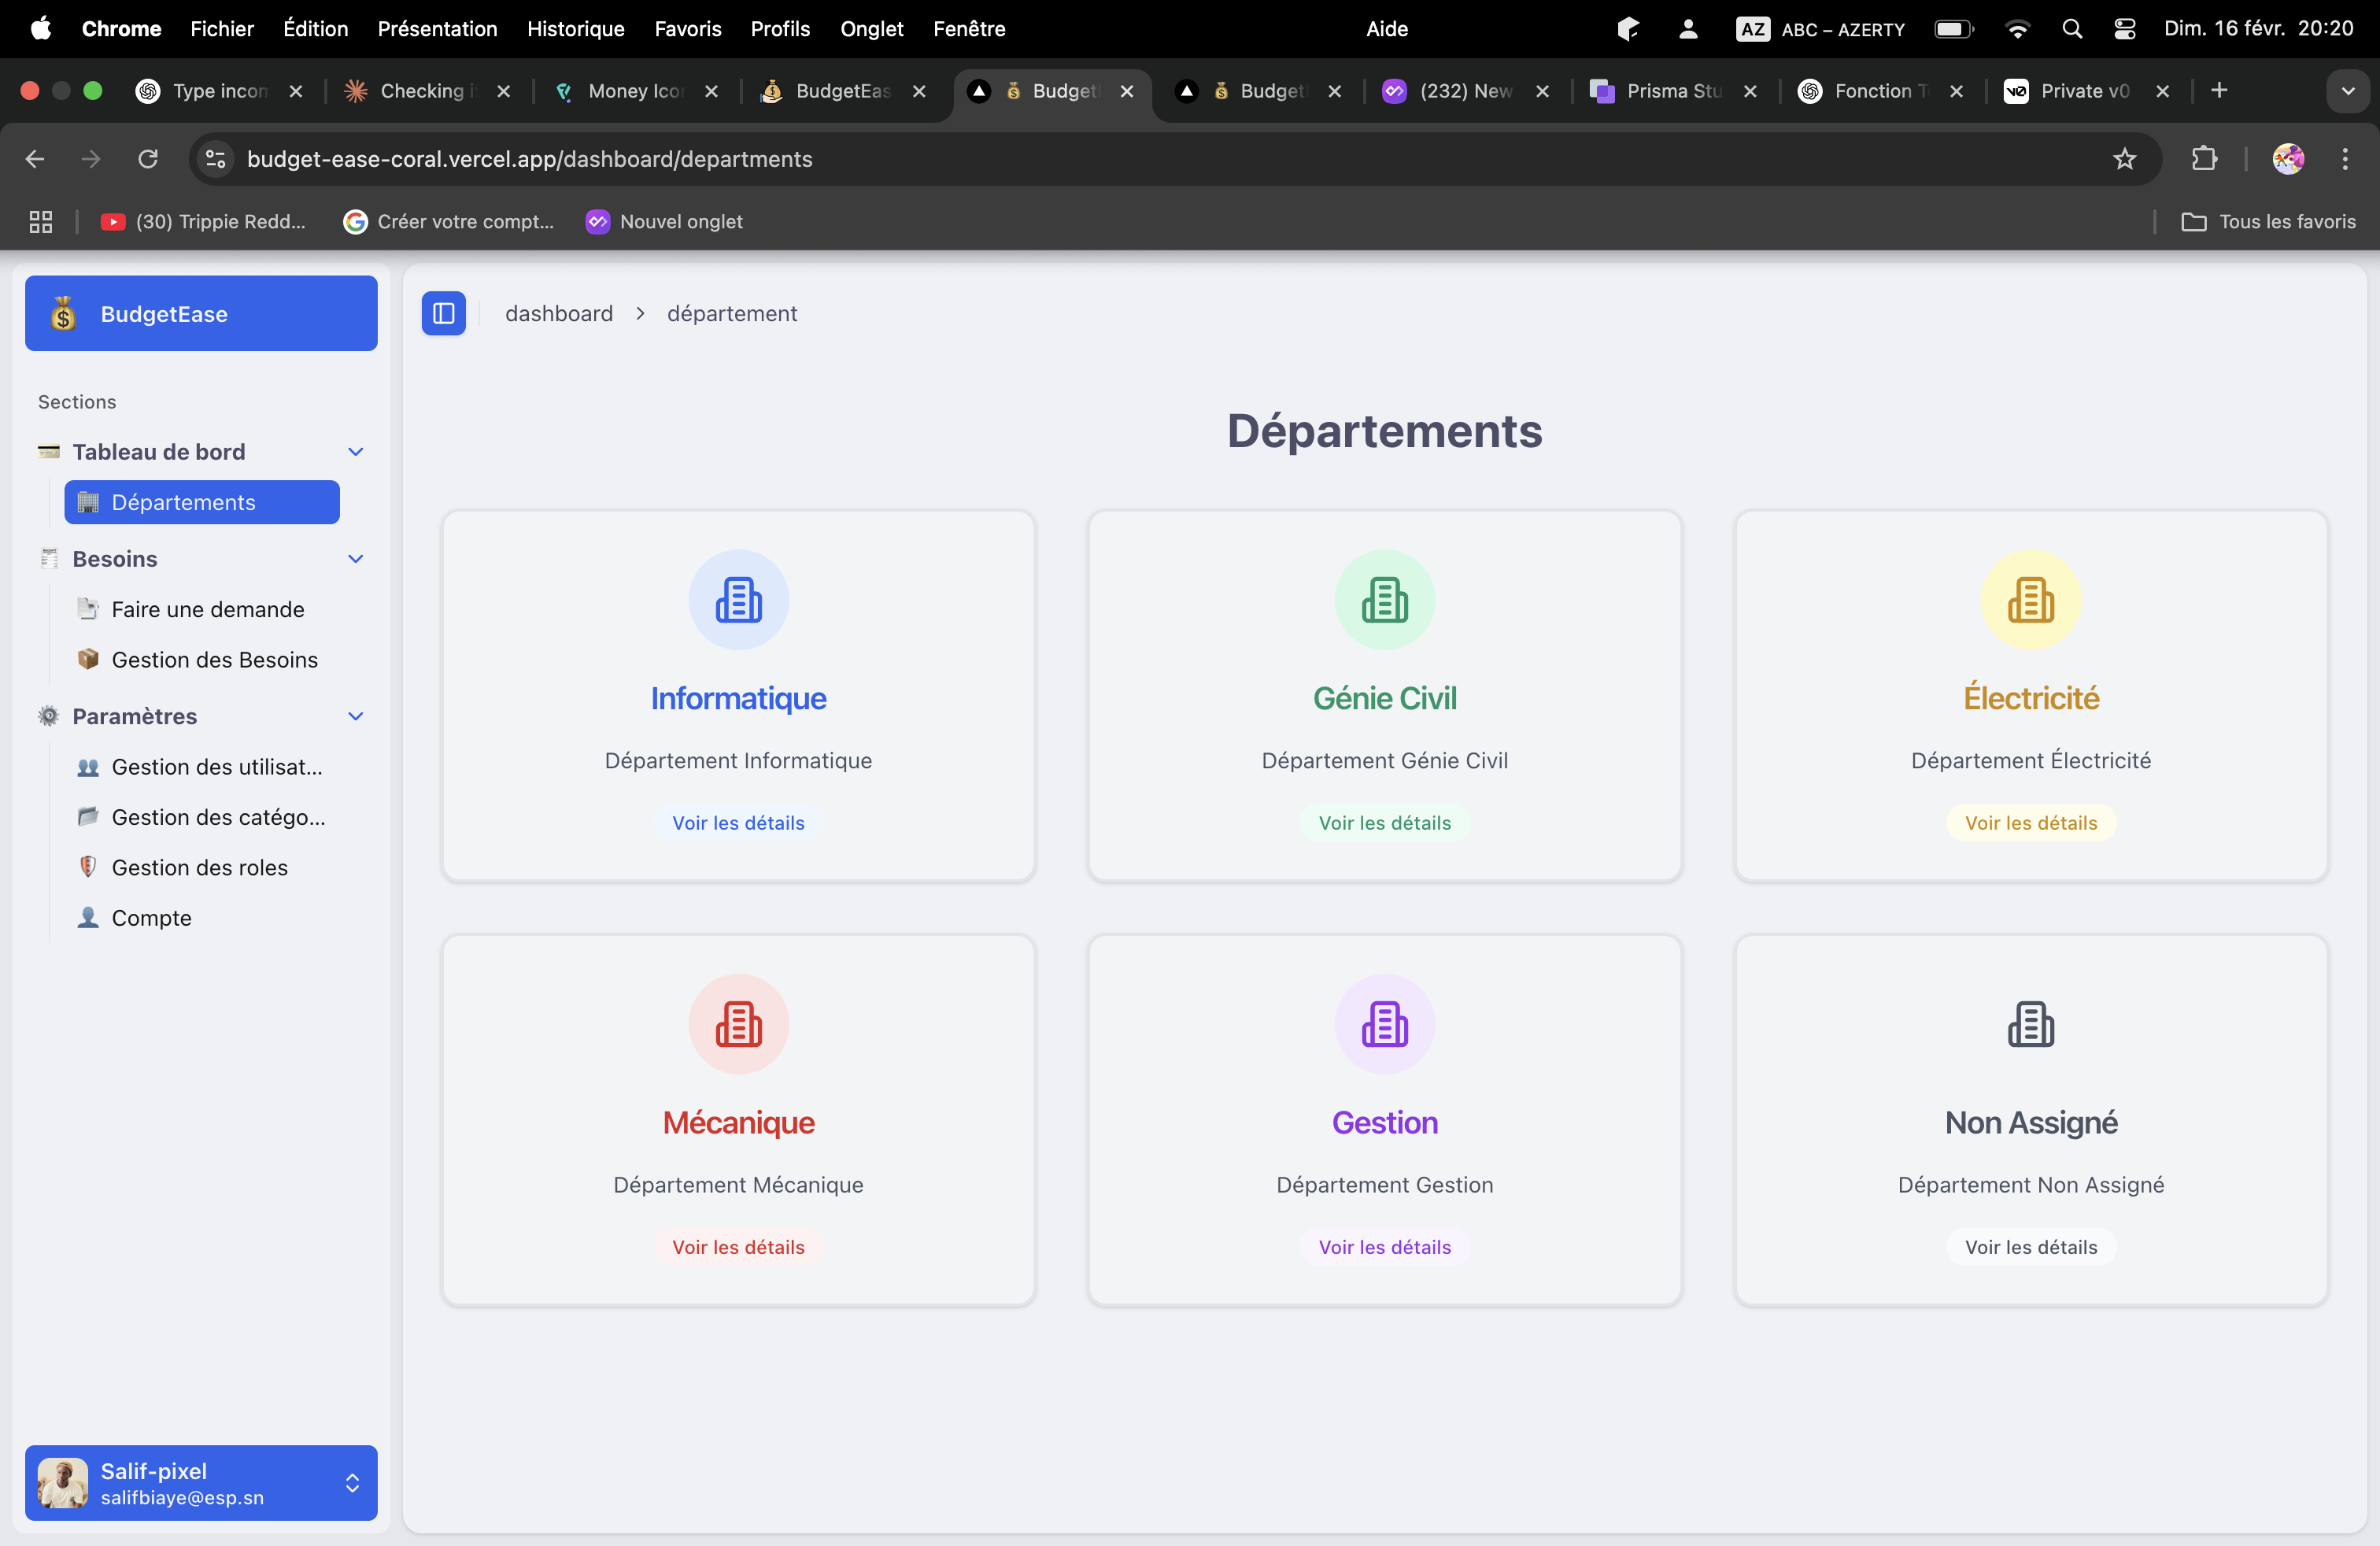 Chrome Fichier Édition Présentation Historique Favoris Profils Onglet Fenêtre Aide AZ ABC – AZERTY Dim. 16 févr. 20:20
Type incom Checking i Money Ico BudgetEas Budget Budget (232) New Prisma Stu Fonction T Private v0
budget-ease-coral.vercel.app/dashboard/departments
(30) Trippie Redd... Créer votre compt... Nouvel onglet Tous les favoris
BudgetEase
Sections
Tableau de bord
Départements
Besoins
Faire une demande
Gestion des Besoins
Paramètres
Gestion des utilisat...
Gestion des catégo...
Gestion des roles
Compte
Salif-pixel
salifbiaye@esp.sn
dashboard > département
Départements
Informatique
Département Informatique
Voir les détails
Génie Civil
Département Génie Civil
Voir les détails
Électricité
Département Électricité
Voir les détails
Mécanique
Département Mécanique
Voir les détails
Gestion
Département Gestion
Voir les détails
Non Assigné
Département Non Assigné
Voir les détails